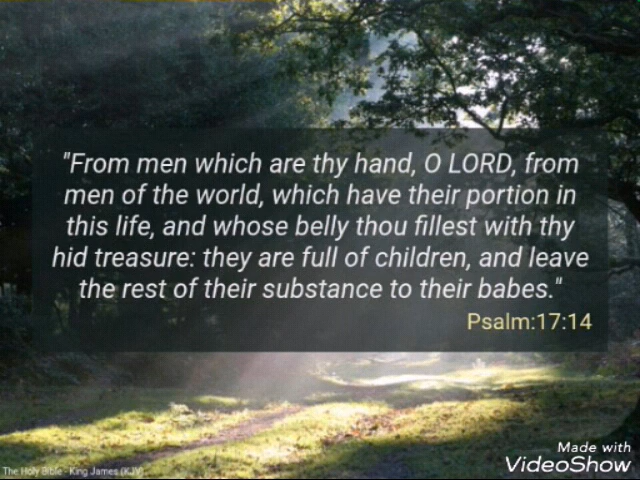 "From men which are thy hand, O LORD, from
men of the world, which have their portion in
this life, and whose belly thou fillest with thy
hid treasure: they are full of children, and leave
the rest of their substance to their babes."
Psalm:17:14
Made with
VideoShow
The Holy Bible - King James (KJV)